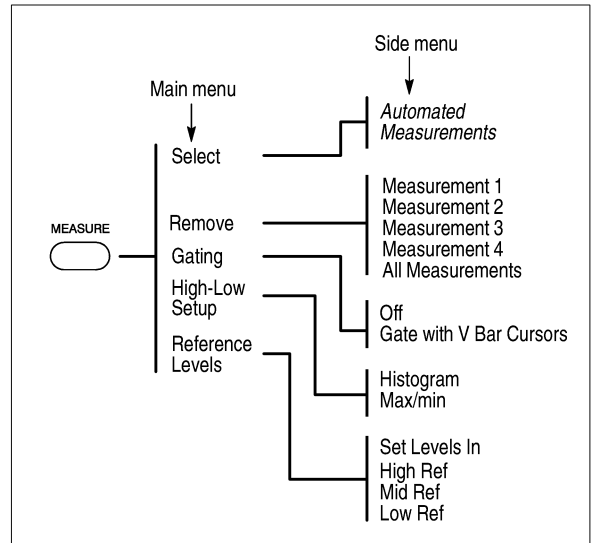 Side menu
Main menu
Automated
Measurements
Select
Measurement 1
Measurement 2
Measurement 3
Measurement 4
All Measurements
Remove
MEASURE
Gating
High-Low
Setup
Off
Gate with V Bar Cursors
Reference
Levels
Histogram
Max/min
Set Levels In
High Ref
Mid Ref
Low Ref